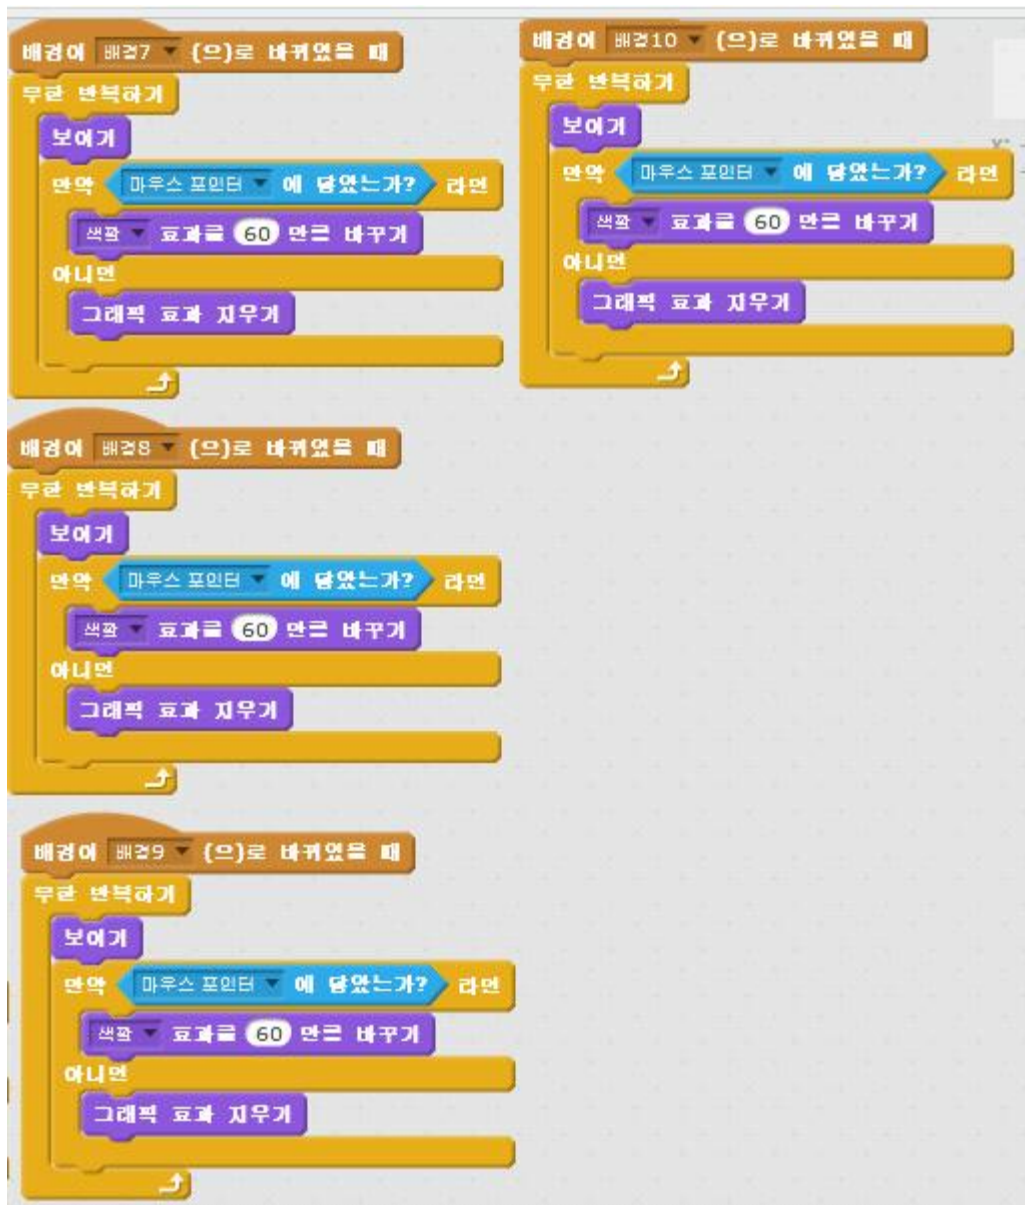 배경이 배경7 (으)로 바뀌었을 때
무한 반복하기
보이기
만약 마우스 포인터 에 닿았는가? 라면
색깔 효과를 60 만큼 바꾸기
아니면
그래픽 효과 지우기
배경이 배경10 (으)로 바뀌었을 때
무한 반복하기
보이기
만약 마우스 포인터 에 닿았는가? 라면
색깔 효과를 60 만큼 바꾸기
아니면
그래픽 효과 지우기
배경이 배경8 (으)로 바뀌었을 때
무한 반복하기
보이기
만약 마우스 포인터 에 닿았는가? 라면
색깔 효과를 60 만큼 바꾸기
아니면
그래픽 효과 지우기
배경이 배경9 (으)로 바뀌었을 때
무한 반복하기
보이기
만약 마우스 포인터 에 닿았는가? 라면
색깔 효과를 60 만큼 바꾸기
아니면
그래픽 효과 지우기